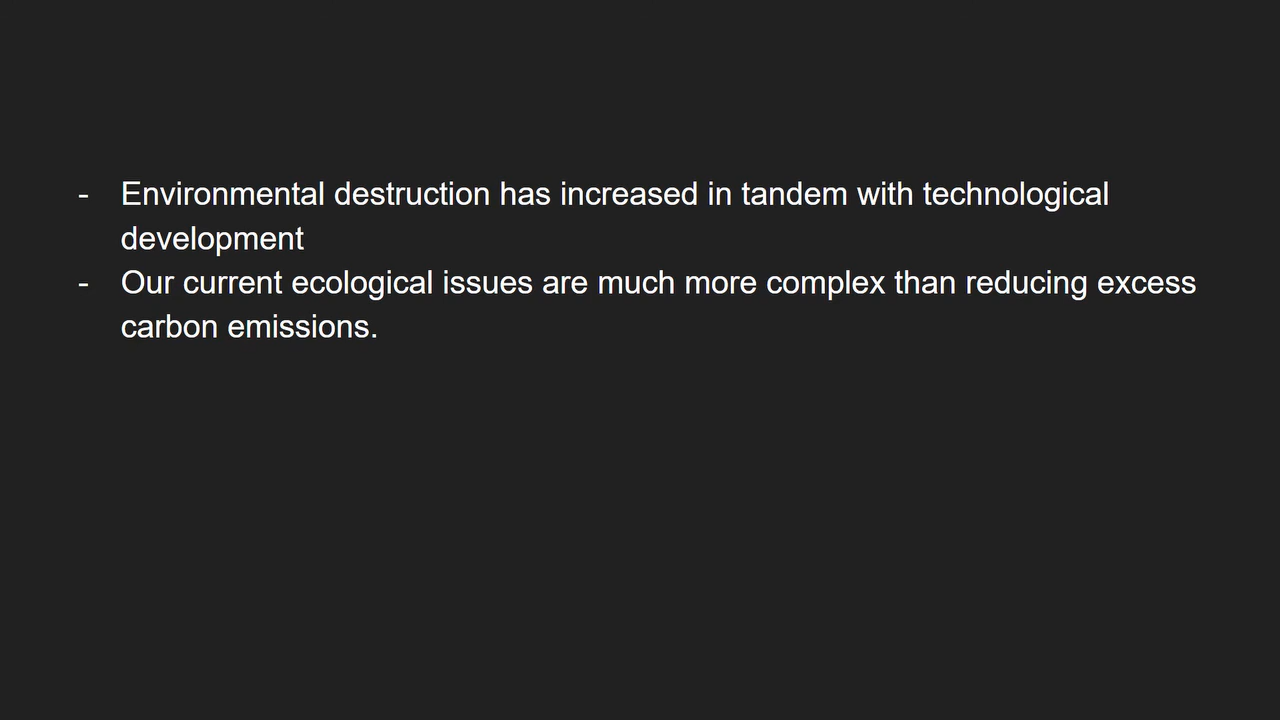 - Environmental destruction has increased in tandem with technological
development
- Our current ecological issues are much more complex than reducing excess
carbon emissions.